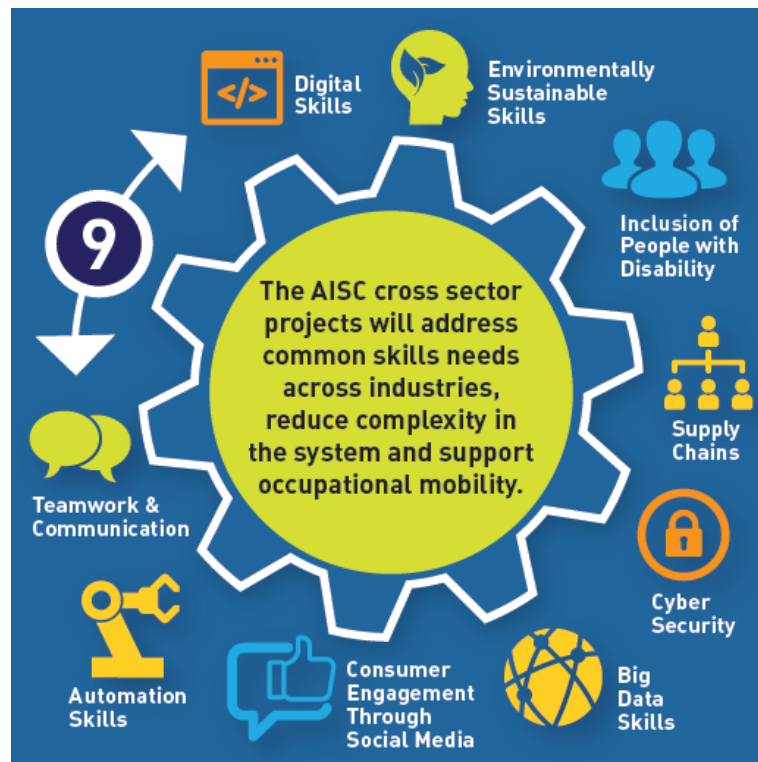 Digital
Skills
</>
Environmentally
Sustainable
Skills
Inclusion of
People with
Disability
9
The AISC cross sector
projects will address
common skills needs
across industries,
reduce complexity in
the system and support
occupational mobility.
Supply
Chains
Teamwork &
Communication
Cyber
Security
Automation
Skills
Consumer
Engagement
Through
Social Media
Big
Data
Skills